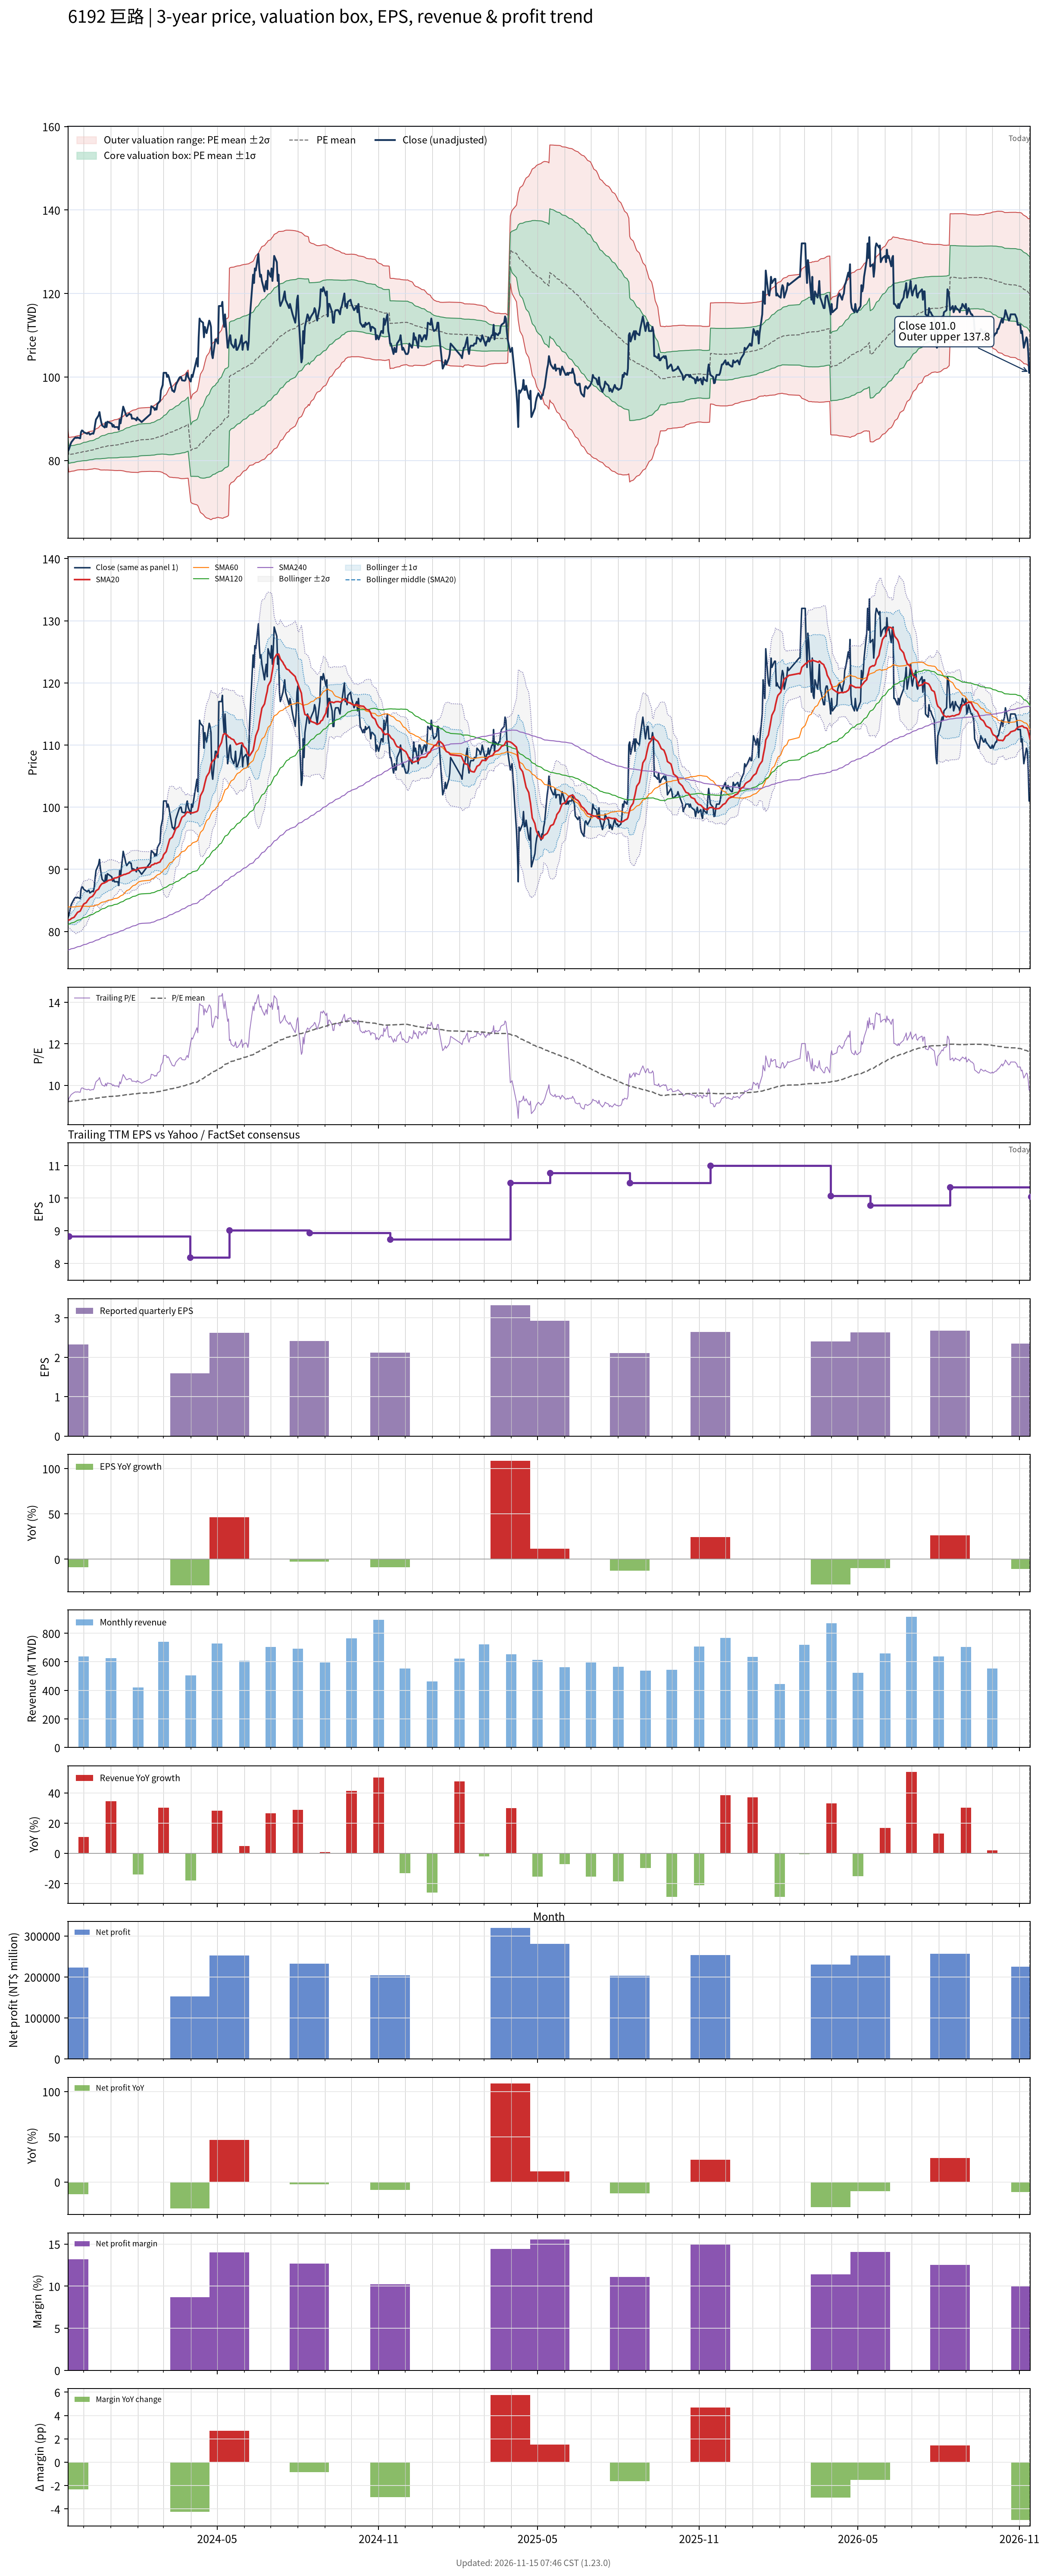 6192 巨路 | 3-year price, valuation box, EPS, revenue & profit trend
Outer valuation range: PE mean ±2σ
Core valuation box: PE mean ±1σ
PE mean
Close (unadjusted)
Today
Price (TWD)
160
140
120
100
80
Close 101.0
Outer upper 137.8
Close (same as panel 1)
SMA20
SMA60
SMA120
SMA240
Bollinger ±2σ
Bollinger ±1σ
Bollinger middle (SMA20)
Price
140
130
120
110
100
90
80
Trailing P/E
P/E mean
P/E
14
12
10
Trailing TTM EPS vs Yahoo / FactSet consensus
Today
EPS
11
10
9
8
Reported quarterly EPS
EPS
3
2
1
0
EPS YoY growth
YoY (%)
100
50
0
Monthly revenue
Revenue (M TWD)
800
600
400
200
0
Revenue YoY growth
YoY (%)
40
20
0
-20
Month
Net profit
Net profit (NT$ million)
300000
200000
100000
0
Net profit YoY
YoY (%)
100
50
0
Net profit margin
Margin (%)
15
10
5
0
Margin YoY change
Δ margin (pp)
6
4
2
0
-2
-4
2024-05
2024-11
2025-05
2025-11
2026-05
2026-11
Updated: 2026-11-15 07:46 CST (1.23.0)